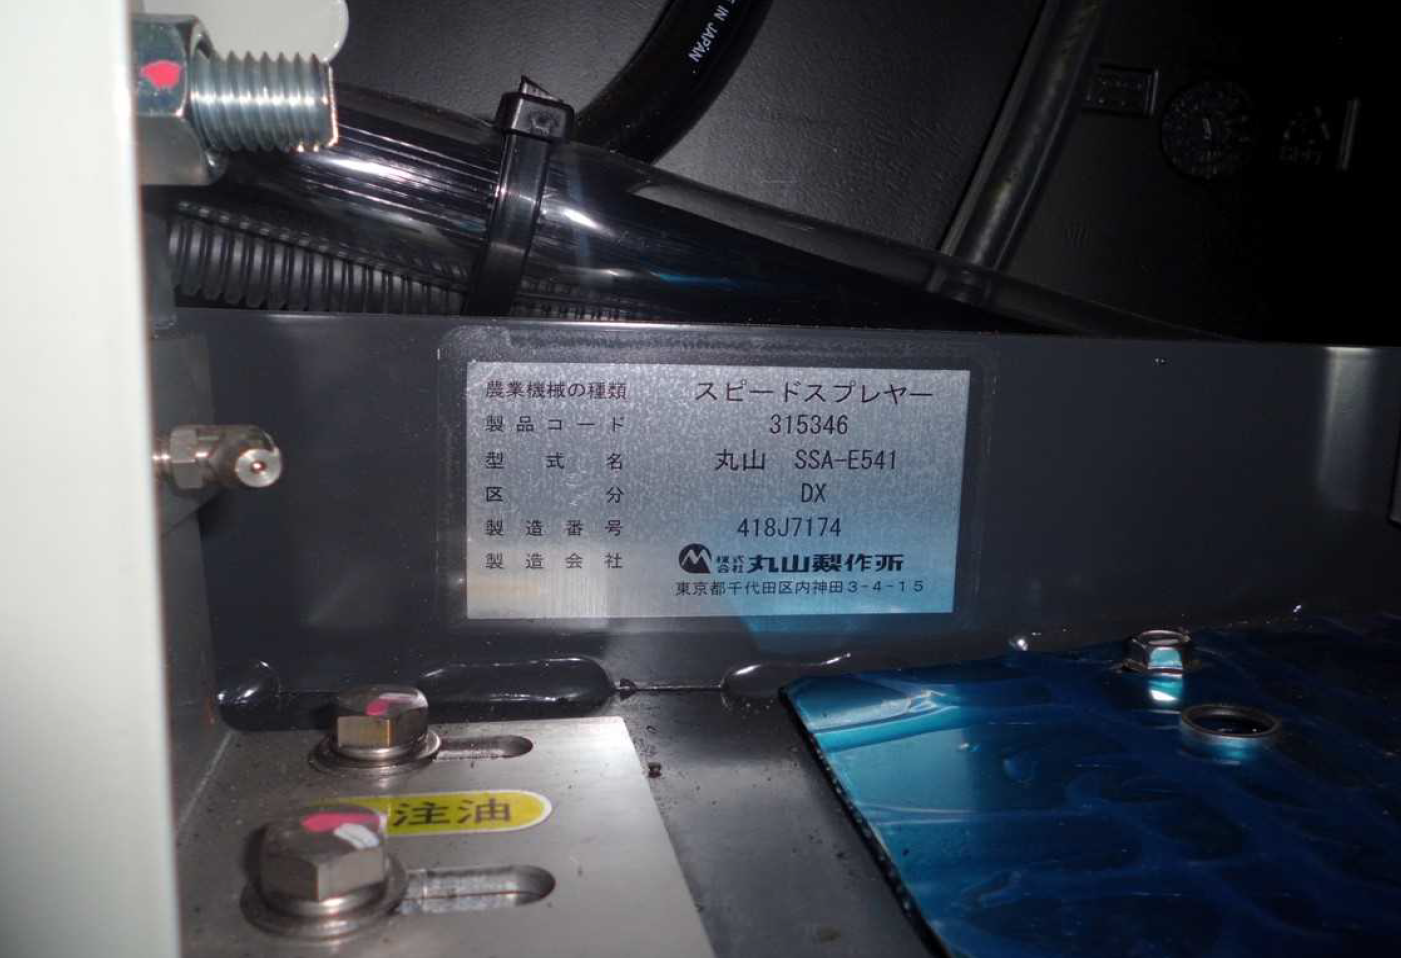 IN JAPAN
農業機械の種類 スピードスプレヤー
製品コード 315346
型式名 丸山 SSA-E541
区分 DX
製造番号 418J7174
製造会社 株式会社 丸山製作所
東京都千代田区内神田3-4-15
注油